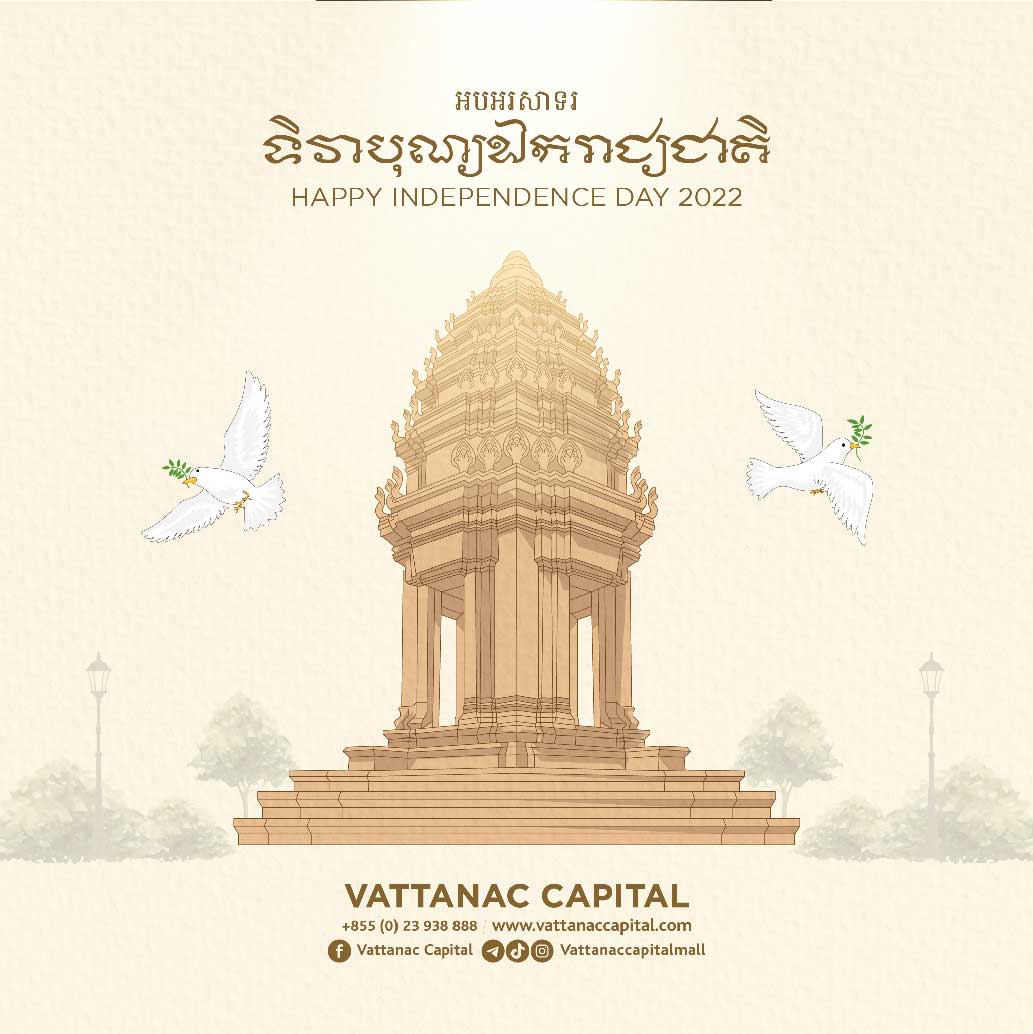 អបអរសាទរ
ទិវាបុណ្យឯករាជ្យជាតិ
HAPPY INDEPENDENCE DAY 2022
VATTANAC CAPITAL
+855 (0) 23 938 888 / www.vattanaccapital.com
Vattanac Capital Vattanaccapitalmall